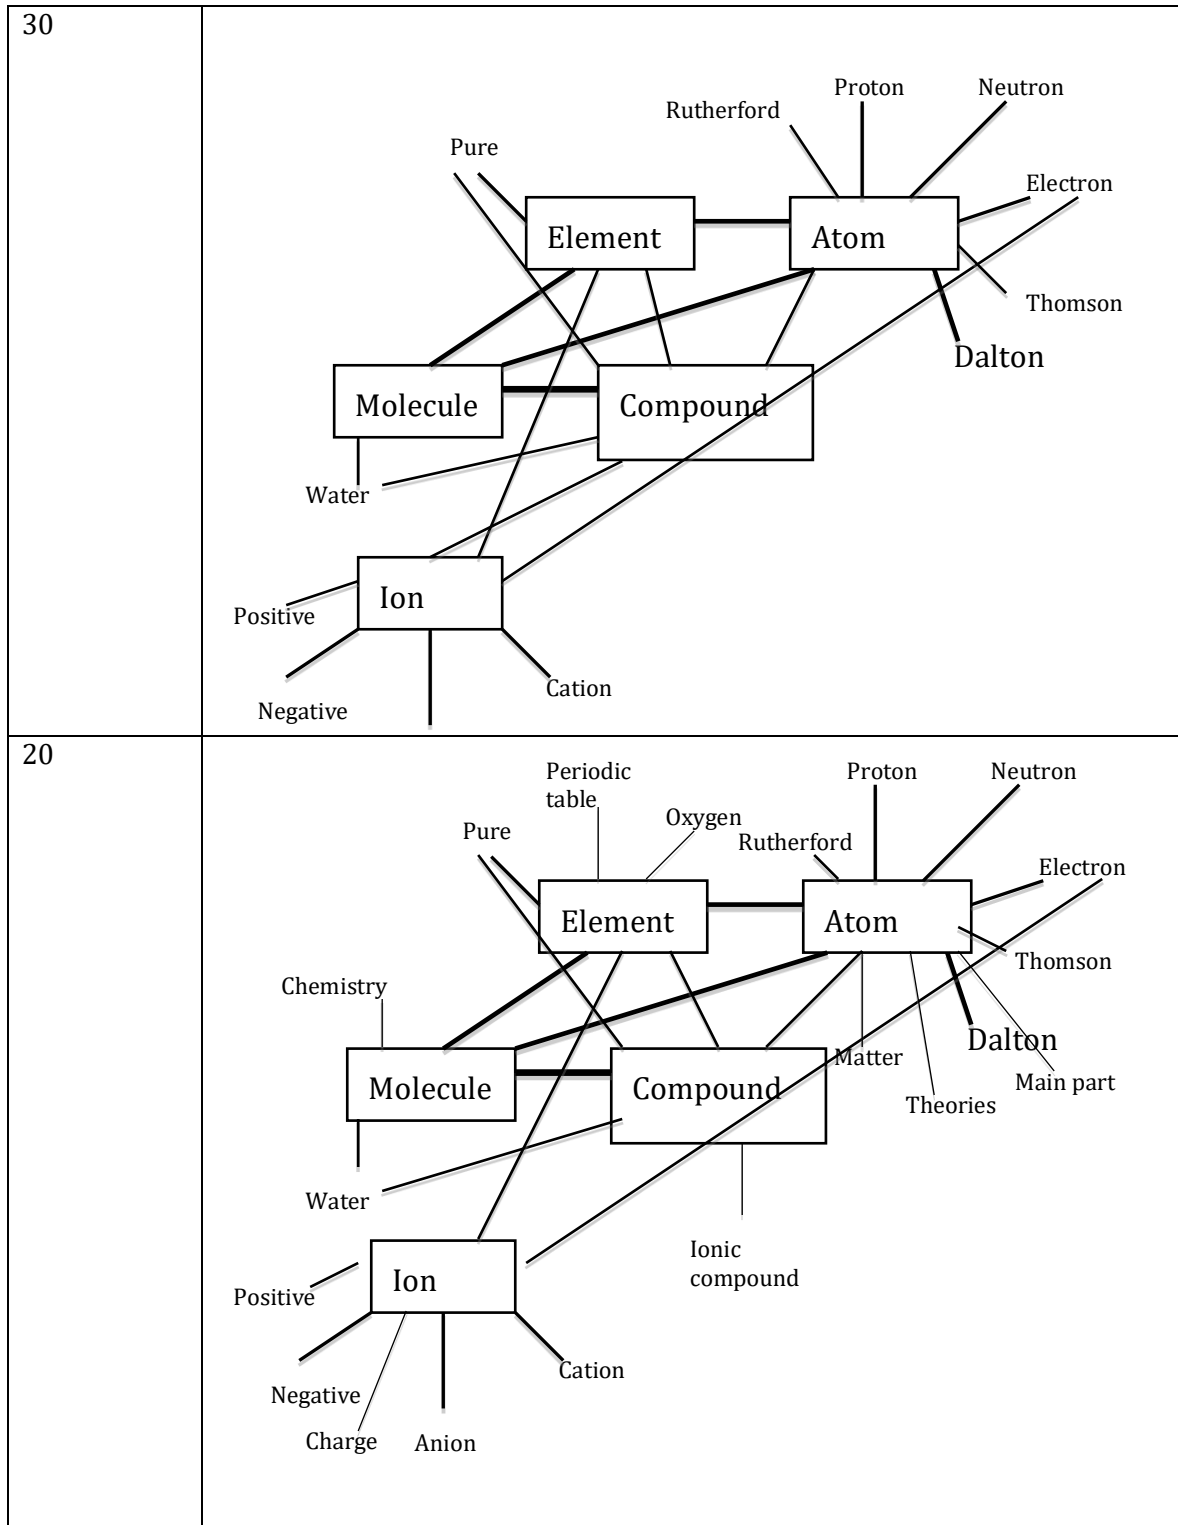 30
Proton
Neutron
Rutherford
Pure
Electron
Element
Atom
Thomson
Dalton
Molecule
Compound
Water
Ion
Positive
Cation
Negative
20
Periodic
table
Proton
Neutron
Oxygen
Pure
Rutherford
Electron
Element
Atom
Thomson
Chemistry
Dalton
Matter
Main part
Molecule
Compound
Theories
Water
Ionic
compound
Ion
Positive
Cation
Negative
Charge
Anion